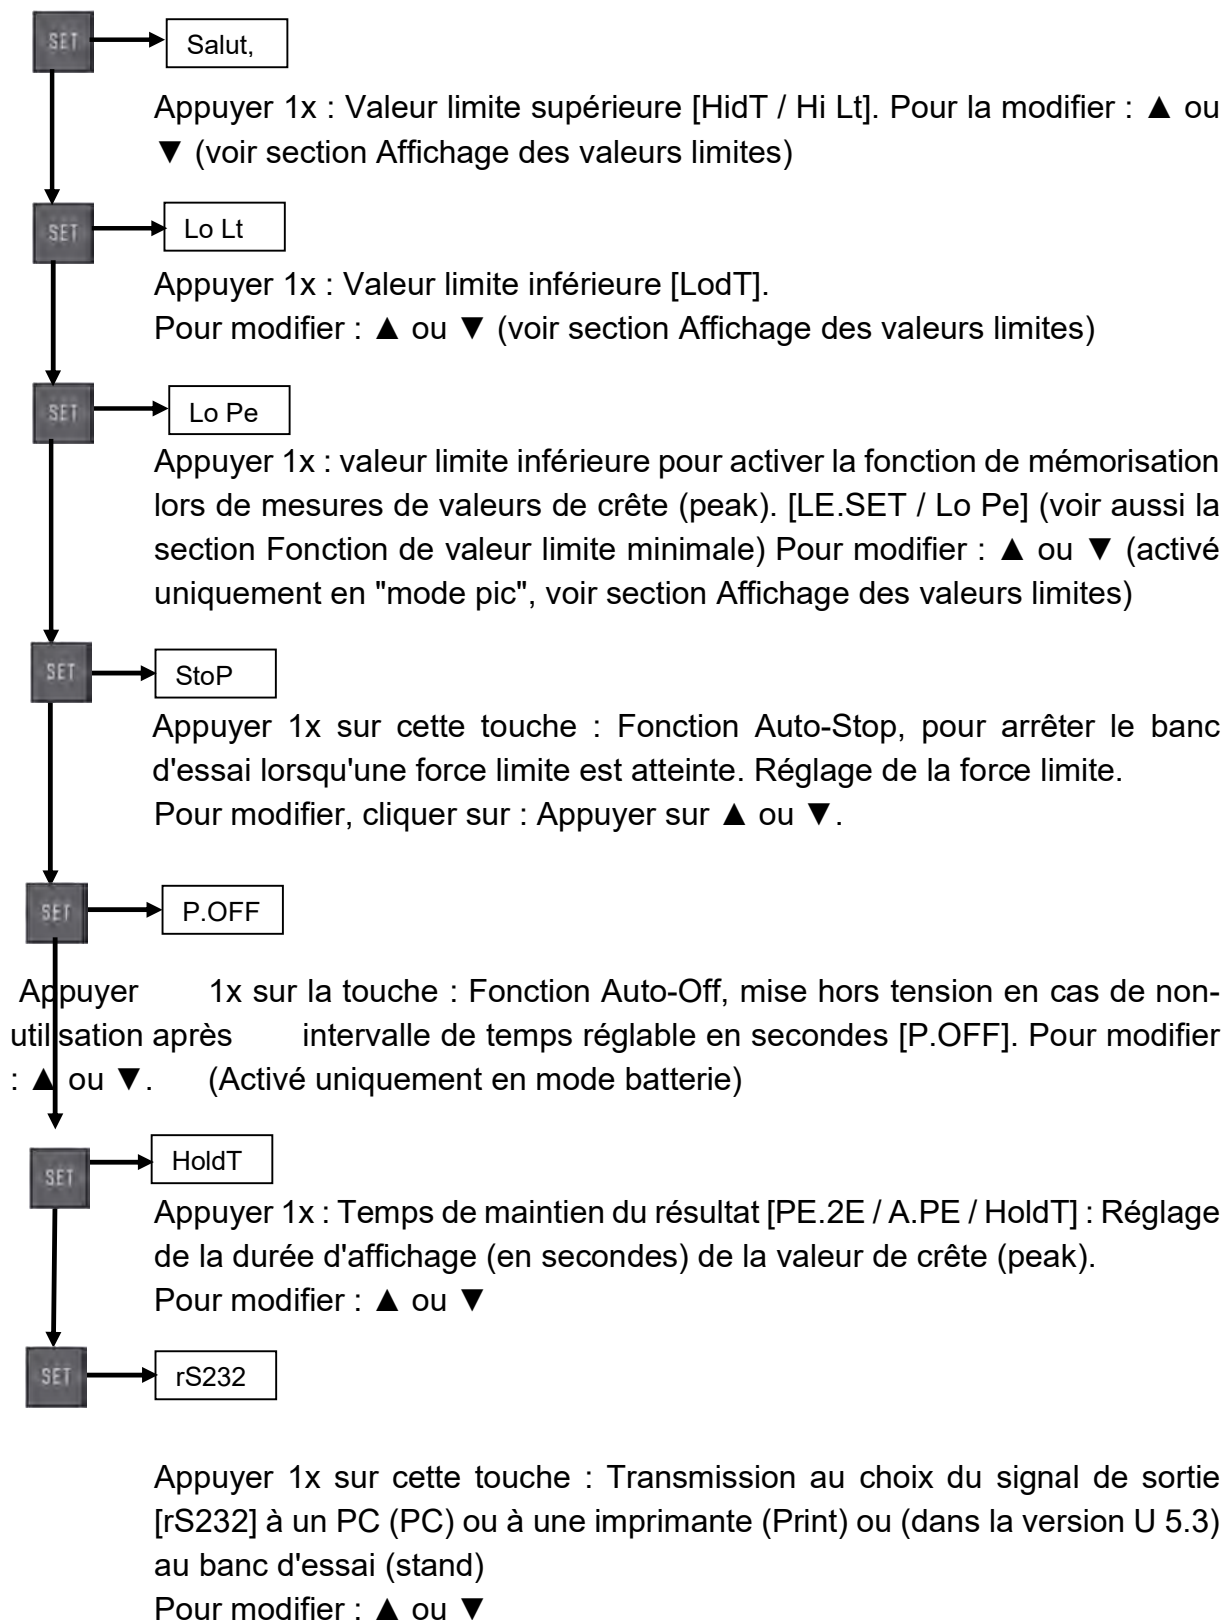 SET Salut,
Appuyer 1x : Valeur limite supérieure [HidT / Hi Lt]. Pour la modifier : ▲ ou
▼ (voir section Affichage des valeurs limites)
SET Lo Lt
Appuyer 1x : Valeur limite inférieure [LodT].
Pour modifier : ▲ ou ▼ (voir section Affichage des valeurs limites)
SET Lo Pe
Appuyer 1x : valeur limite inférieure pour activer la fonction de mémorisation
lors de mesures de valeurs de crête (peak). [LE.SET / Lo Pe] (voir aussi la
section Fonction de valeur limite minimale) Pour modifier : ▲ ou ▼ (activé
uniquement en "mode pic", voir section Affichage des valeurs limites)
SET StoP
Appuyer 1x sur cette touche : Fonction Auto-Stop, pour arrêter le banc
d'essai lorsqu'une force limite est atteinte. Réglage de la force limite.
Pour modifier, cliquer sur : Appuyer sur ▲ ou ▼.
SET P.OFF
Appuyer 1x sur la touche : Fonction Auto-Off, mise hors tension en cas de non-
utilisation après intervalle de temps réglable en secondes [P.OFF]. Pour modifier
: ▲ ou ▼. (Activé uniquement en mode batterie)
SET HoldT
Appuyer 1x : Temps de maintien du résultat [PE.2E / A.PE / HoldT] : Réglage
de la durée d'affichage (en secondes) de la valeur de crête (peak).
Pour modifier : ▲ ou ▼
SET rS232
Appuyer 1x sur cette touche : Transmission au choix du signal de sortie
[rS232] à un PC (PC) ou à une imprimante (Print) ou (dans la version U 5.3)
au banc d'essai (stand)
Pour modifier : ▲ ou ▼